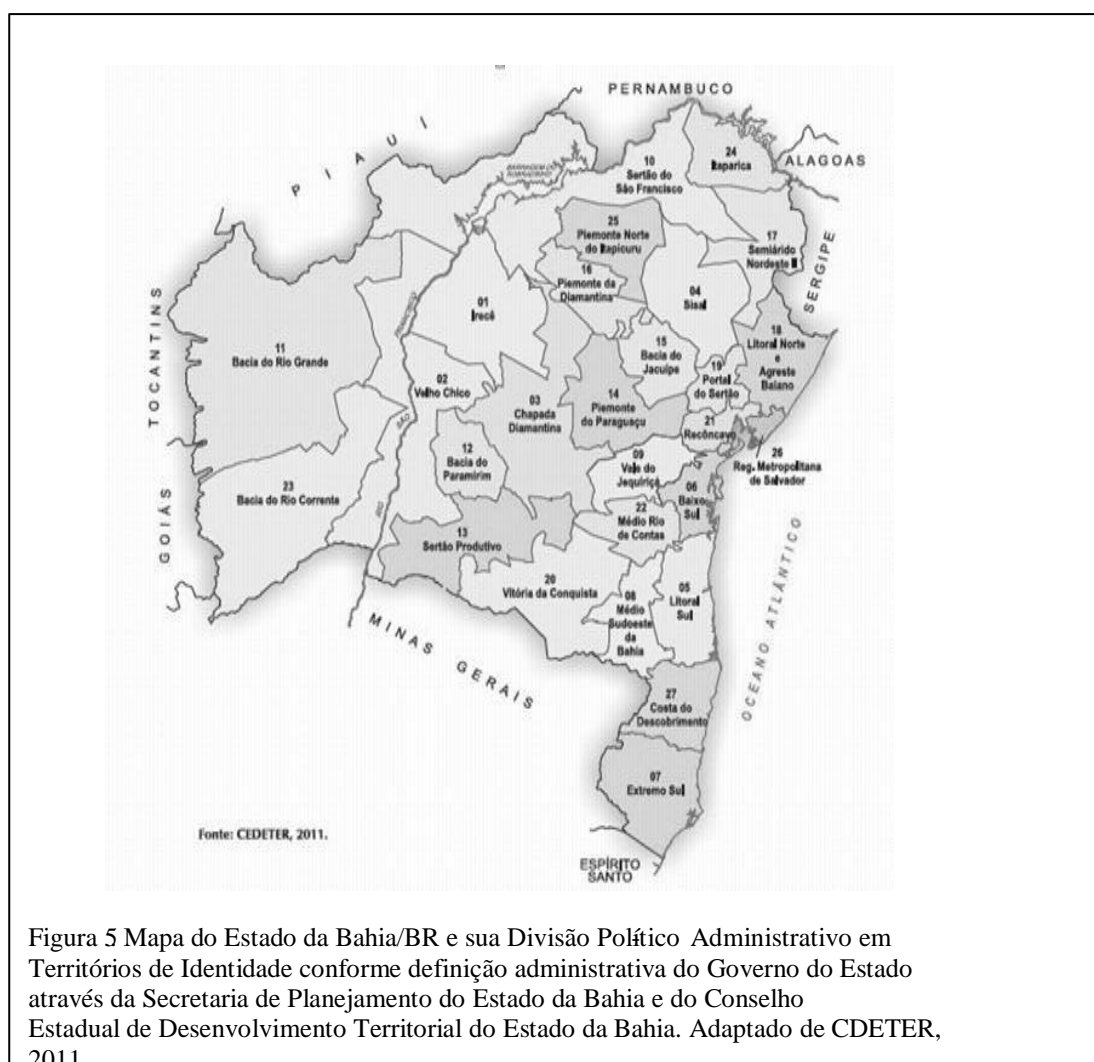 PERNAMBUCO
PIAUI
ALAGOAS
SERGIPE
TOCANTINS
GOIÁS
BARRAGEM DO
SOBRADINHO
24
Itaparica
10
Sertão do
São Francisco
25
Piemonte Norte
do Itapicuru
17
Semiárido
Nordeste II
16
Piemonte da
Diamantina
04
Sisal
01
Irecê
11
Bacia do Rio Grande
18
Litoral Norte
e
Agreste
Baiano
15
Bacia do
Jacuípe
19
Portal
do Sertão
02
Velho Chico
03
Chapada
Diamantina
14
Piemonte
do Paraguaçu
21
Recôncavo
26
Reg. Metropolitana
de Salvador
12
Bacia do
Paramirim
09
Vale do
Jequiriçá
06
Baixo
Sul
23
Bacia do Rio Corrente
SÃO
22
Médio Rio
de Contas
13
Sertão Produtivo
20
Vitória da Conquista
08
Médio
Sudoeste
da
Bahia
05
Litoral
Sul
MINAS GERAIS
OCEANO ATLÂNTICO
27
Costa do
Descobrimento
07
Extremo Sul
Fonte: CEDETER, 2011.
ESPÍRITO
SANTO
Figura 5 Mapa do Estado da Bahia/BR e sua Divisão Político Administrativo em
Territórios de Identidade conforme definição administrativa do Governo do Estado
através da Secretaria de Planejamento do Estado da Bahia e do Conselho
Estadual de Desenvolvimento Territorial do Estado da Bahia. Adaptado de CDETER,
2011